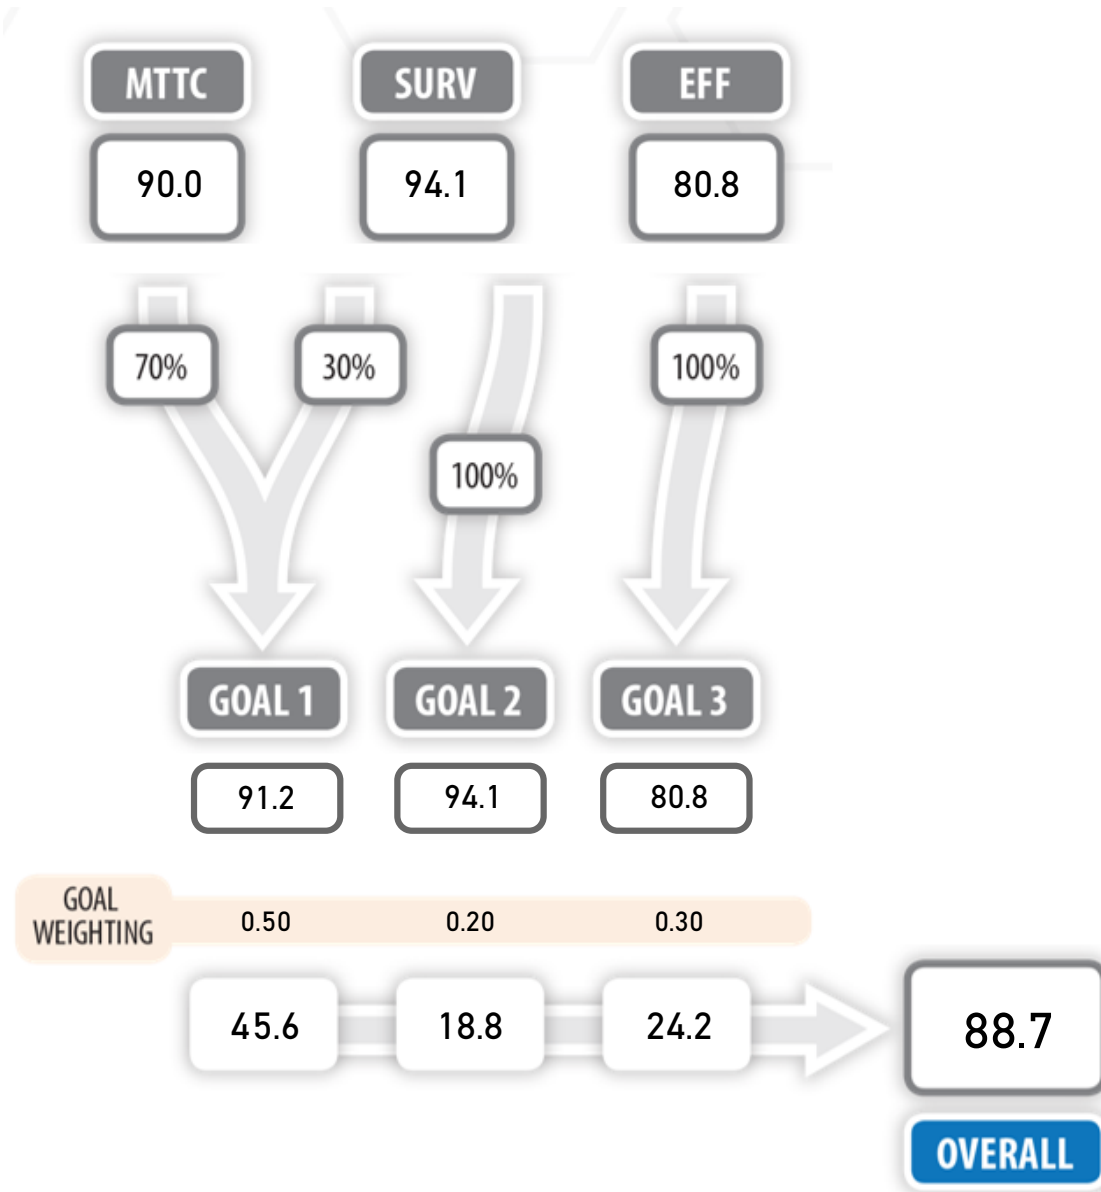 MTTC
SURV
EFF
90.0
94.1
80.8
70%
30%
100%
100%
GOAL 1
GOAL 2
GOAL 3
91.2
94.1
80.8
GOAL
WEIGHTING
0.50
0.20
0.30
45.6
18.8
24.2
88.7
OVERALL